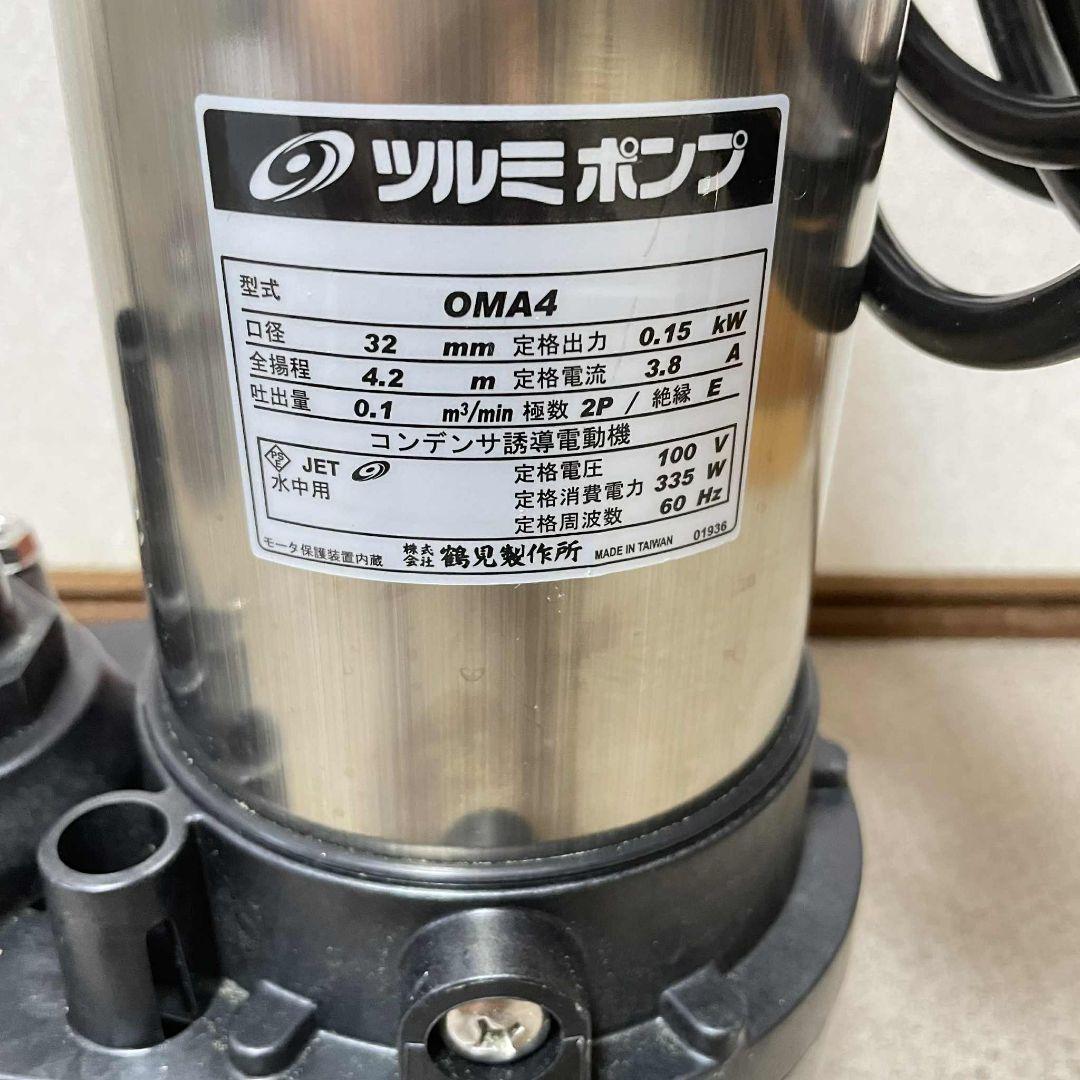 ツルミポンプ
型式 OMA4
口径 32 mm 定格出力 0.15 kW
全揚程 4.2 m 定格電流 3.8 A
吐出量 0.1 m³/min 極数 2P / 絶縁 E
コンデンサ誘導電動機
PSE JET 定格電圧 100 V
水中用 定格消費電力 335 W
定格周波数 60 Hz
モータ保護装置内蔵 株式会社 鶴見製作所 MADE IN TAIWAN 01936